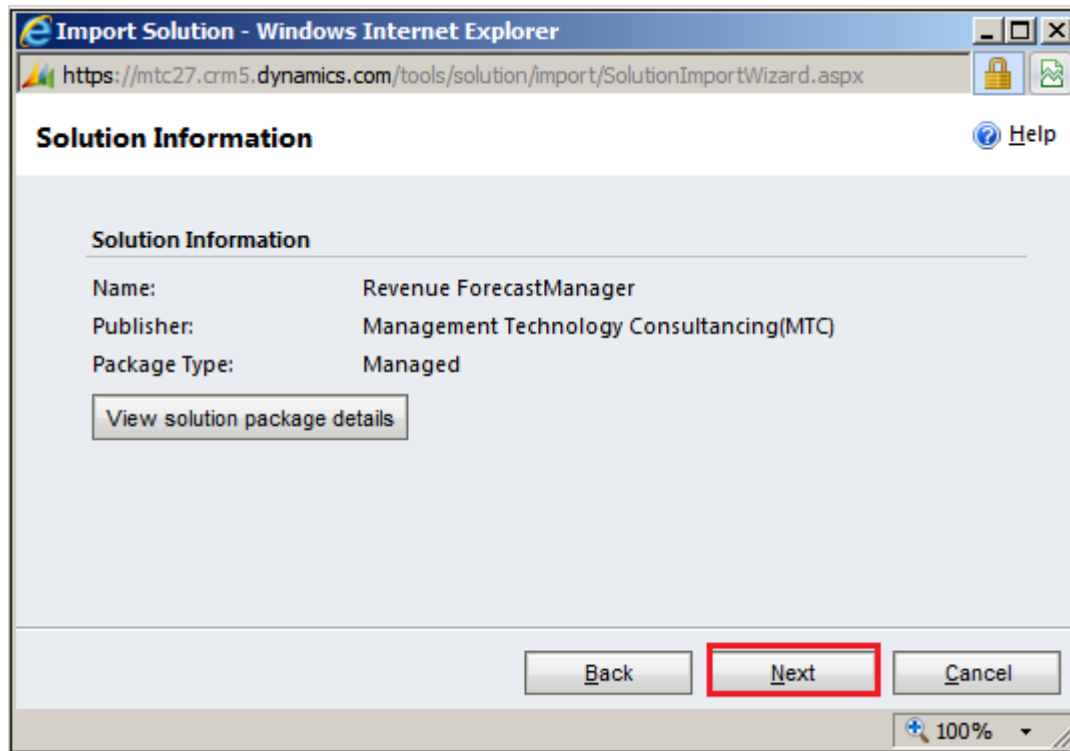 Import Solution - Windows Internet Explorer
https://mtc27.crm5.dynamics.com/tools/solution/import/SolutionImportWizard.aspx
Solution Information
Help
Solution Information
Name: Revenue ForecastManager
Publisher: Management Technology Consultancing(MTC)
Package Type: Managed
View solution package details
Back Next Cancel
100%